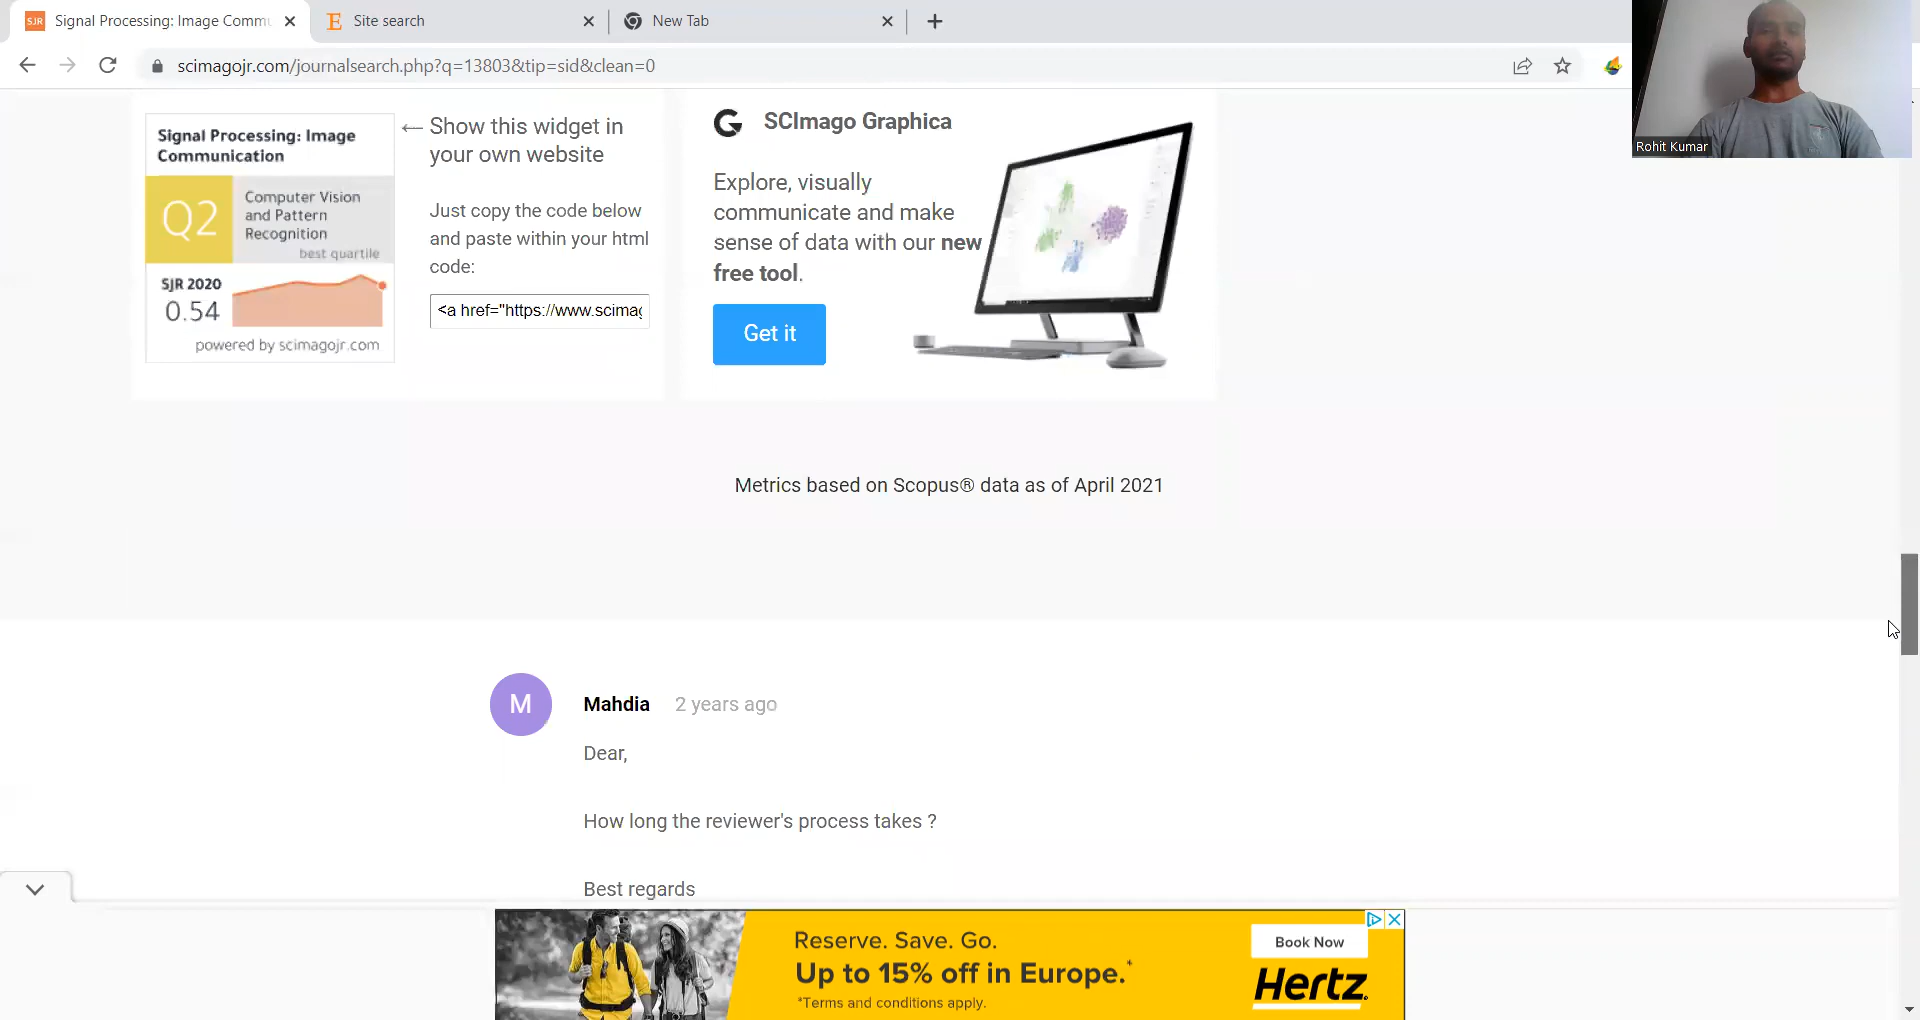 SJR Signal Processing: Image Commu
Site search
New Tab
scimagojr.com/journalsearch.php?q=13803&tip=sid&clean=0
Rohit Kumar
Signal Processing: Image
Communication
Q2
Computer Vision
and Pattern
Recognition
best quartile
SJR 2020
0.54
powered by scimagojr.com
← Show this widget in
your own website
Just copy the code below
and paste within your html
code:
<a href="https://www.scimag
SCImago Graphica
Explore, visually
communicate and make
sense of data with our new
free tool.
Get it
Metrics based on Scopus® data as of April 2021
M
Mahdia 2 years ago
Dear,
How long the reviewer's process takes ?
Best regards
Reserve. Save. Go.
Up to 15% off in Europe.*
*Terms and conditions apply.
Book Now
Hertz.